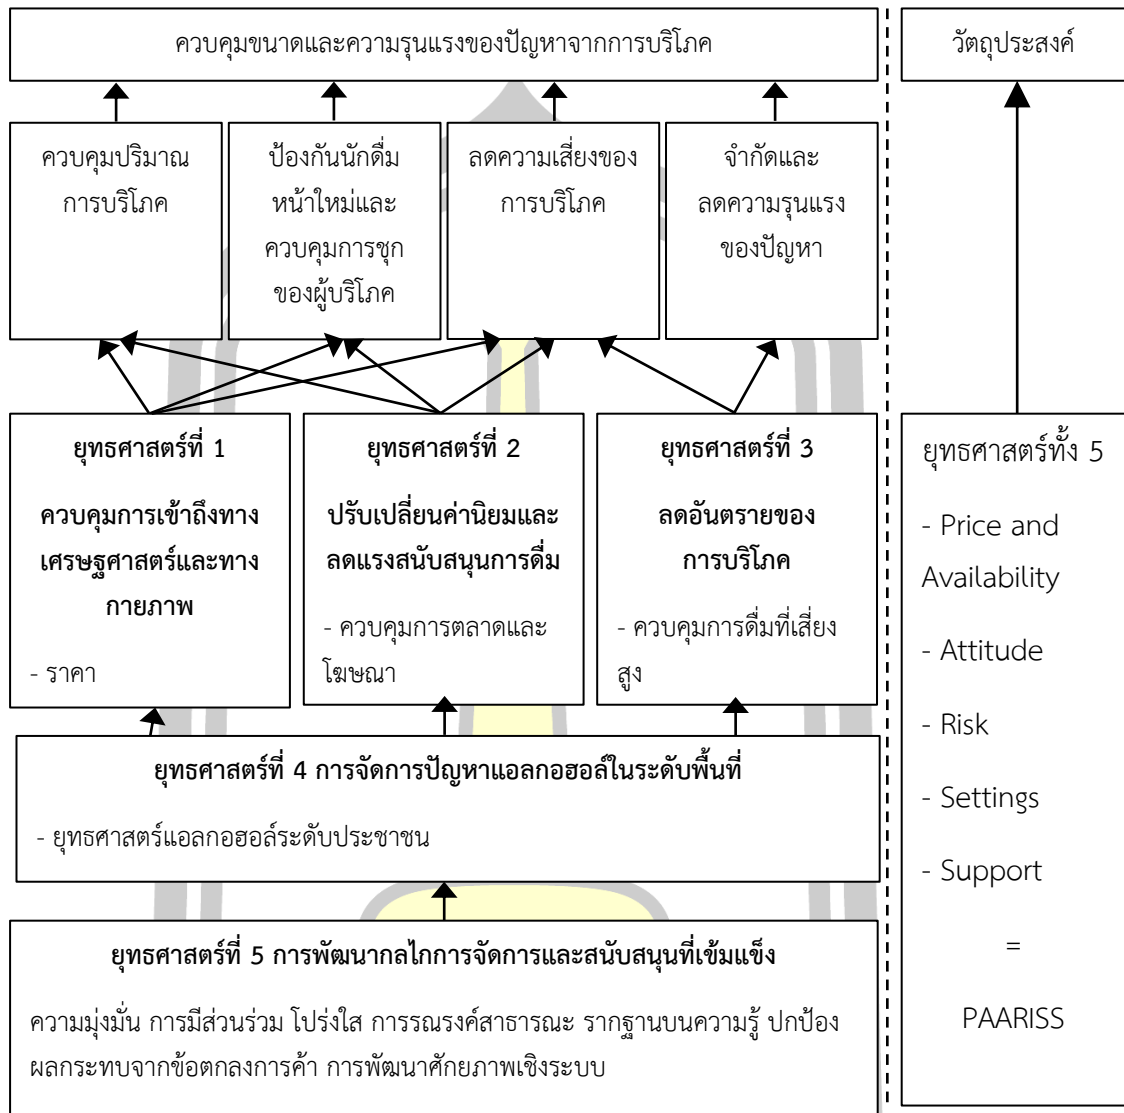 ควบคุมขนาดและความรุนแรงของปัญหาจากการบริโภค
วัตถุประสงค์
ควบคุมปริมาณ
การบริโภค
ป้องกันนักดื่ม
หน้าใหม่และ
ควบคุมการชุก
ของผู้บริโภค
ลดความเสี่ยงของ
การบริโภค
จำกัดและ
ลดความรุนแรง
ของปัญหา
ยุทธศาสตร์ที่ 1
ควบคุมการเข้าถึงทาง
เศรษฐศาสตร์และทาง
กายภาพ
- ราคา
ยุทธศาสตร์ที่ 2
ปรับเปลี่ยนค่านิยมและ
ลดแรงสนับสนุนการดื่ม
- ควบคุมการตลาดและ
โฆษณา
ยุทธศาสตร์ที่ 3
ลดอันตรายของ
การบริโภค
- ควบคุมการดื่มที่เสี่ยง
สูง
ยุทธศาสตร์ที่ 4 การจัดการปัญหาแอลกอฮอล์ในระดับพื้นที่
- ยุทธศาสตร์แอลกอฮอล์ระดับประชาชน
ยุทธศาสตร์ที่ 5 การพัฒนากลไกการจัดการและสนับสนุนที่เข้มแข็ง
ความมุ่งมั่น การมีส่วนร่วม โปร่งใส การรณรงค์สาธารณะ รากฐานบนความรู้ ปกป้อง
ผลกระทบจากข้อตกลงการค้า การพัฒนาศักยภาพเชิงระบบ
ยุทธศาสตร์ทั้ง 5
- Price and
Availability
- Attitude
- Risk
- Settings
- Support
=
PAARISS